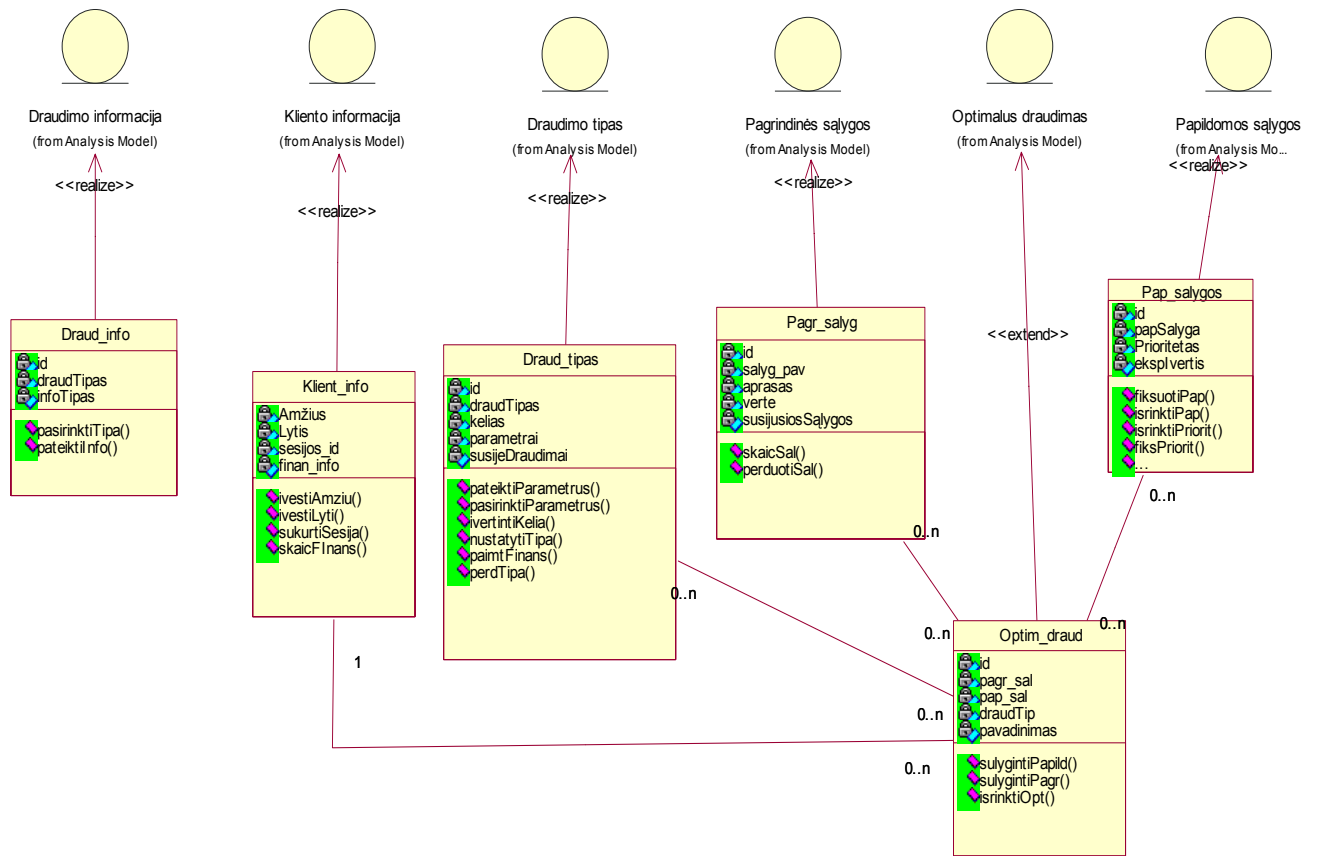 Draudimo informacija
(from Analysis Model)
Kliento informacija
(from Analysis Model)
Draudimo tipas
(from Analysis Model)
Pagrindinės sąlygos
(from Analysis Model)
Optimalus draudimas
(from Analysis Model)
Papildomos sąlygos
(from Analysis Mo...
<<realize>>
<<realize>>
<<realize>>
<<realize>>
<<extend>>
<<realize>>
Draud_info
id
draudTipas
infoTipas
pasirinktiTipa()
pateiktiInfo()
Klient_info
Amžius
Lytis
sesijos_id
finan_info
ivestiAmziu()
ivestiLyti()
sukurtiSesija()
skaicFInans()
1
Draud_tipas
id
draudTipas
kelias
parametrai
susijeDraudimai
pateiktiParametrus()
pasirinktiParametrus()
ivertintiKelia()
nustatytiTipa()
paimtFinans()
perdTipa()
0..n
Pagr_salyg
id
salyg_pav
aprasas
verte
susijusiosSąlygos
skaicSal()
perduotiSal()
0..n
Pap_salygos
id
papSalyga
Prioritetas
eksplvertis
fiksuotiPap()
isrinktiPap()
isrinktiPriorit()
fiksPriorit()
...
0..n
0..n
0..n
0..n
0..n
Optim_draud
id
pagr_sal
pap_sal
draudTip
pavadinimas
sulygintiPapild()
sulygintiPagr()
isrinktiOpt()